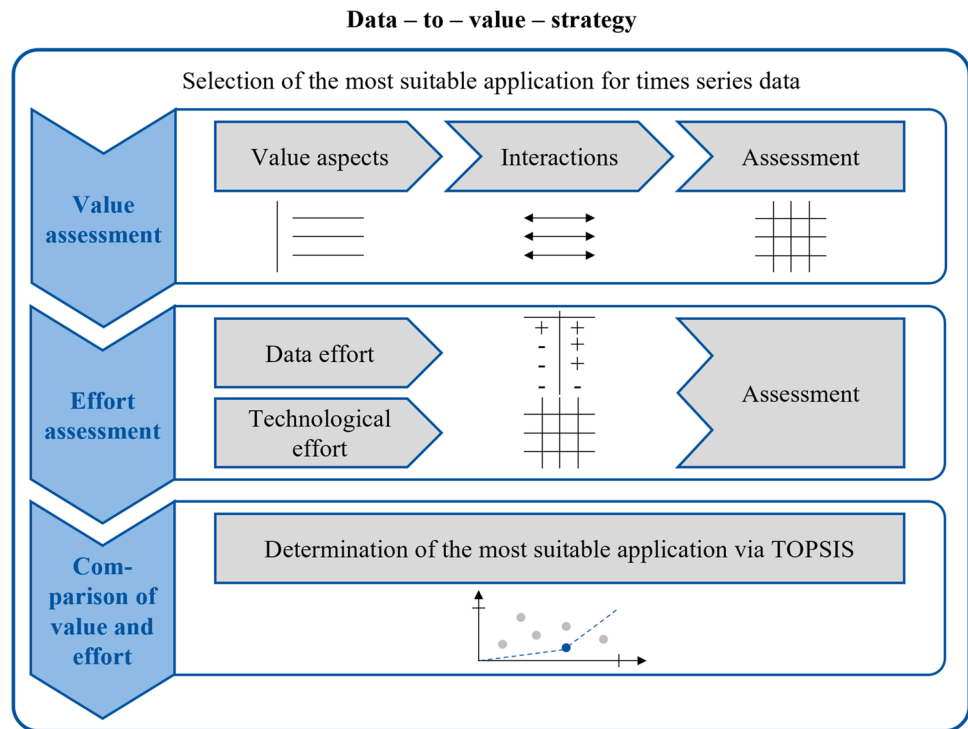 Data – to – value – strategy
Selection of the most suitable application for times series data
Value
assessment
Value aspects
Interactions
Assessment
Effort
assessment
Data effort
+
-
-
-
+
+
+
-
Technological
effort
Assessment
Com-
parison of
value and
effort
Determination of the most suitable application via TOPSIS